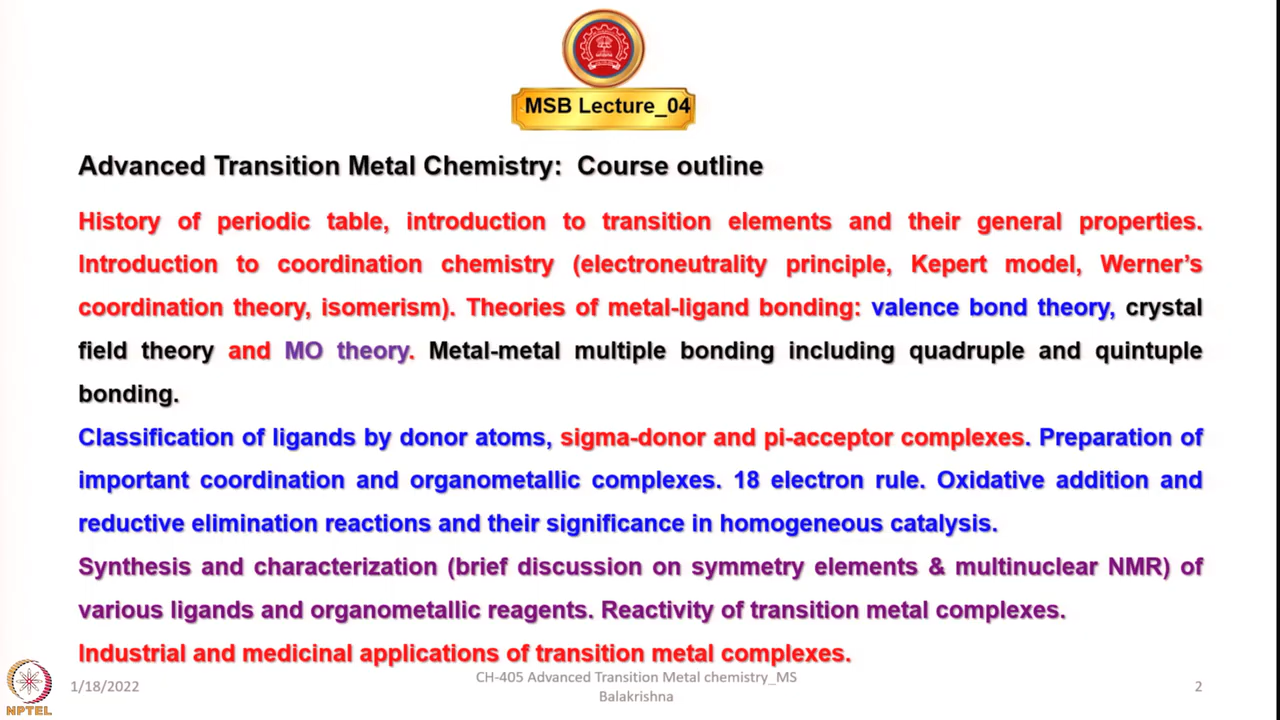 MSB Lecture_04
Advanced Transition Metal Chemistry: Course outline
History of periodic table, introduction to transition elements and their general properties.
Introduction to coordination chemistry (electroneutrality principle, Kepert model, Werner's
coordination theory, isomerism). Theories of metal-ligand bonding: valence bond theory, crystal
field theory and MO theory. Metal-metal multiple bonding including quadruple and quintuple
bonding.
Classification of ligands by donor atoms, sigma-donor and pi-acceptor complexes. Preparation of
important coordination and organometallic complexes. 18 electron rule. Oxidative addition and
reductive elimination reactions and their significance in homogeneous catalysis.
Synthesis and characterization (brief discussion on symmetry elements & multinuclear NMR) of
various ligands and organometallic reagents. Reactivity of transition metal complexes.
Industrial and medicinal applications of transition metal complexes.
1/18/2022
CH-405 Advanced Transition Metal chemistry_MS
Balakrishna
2
NPTEL